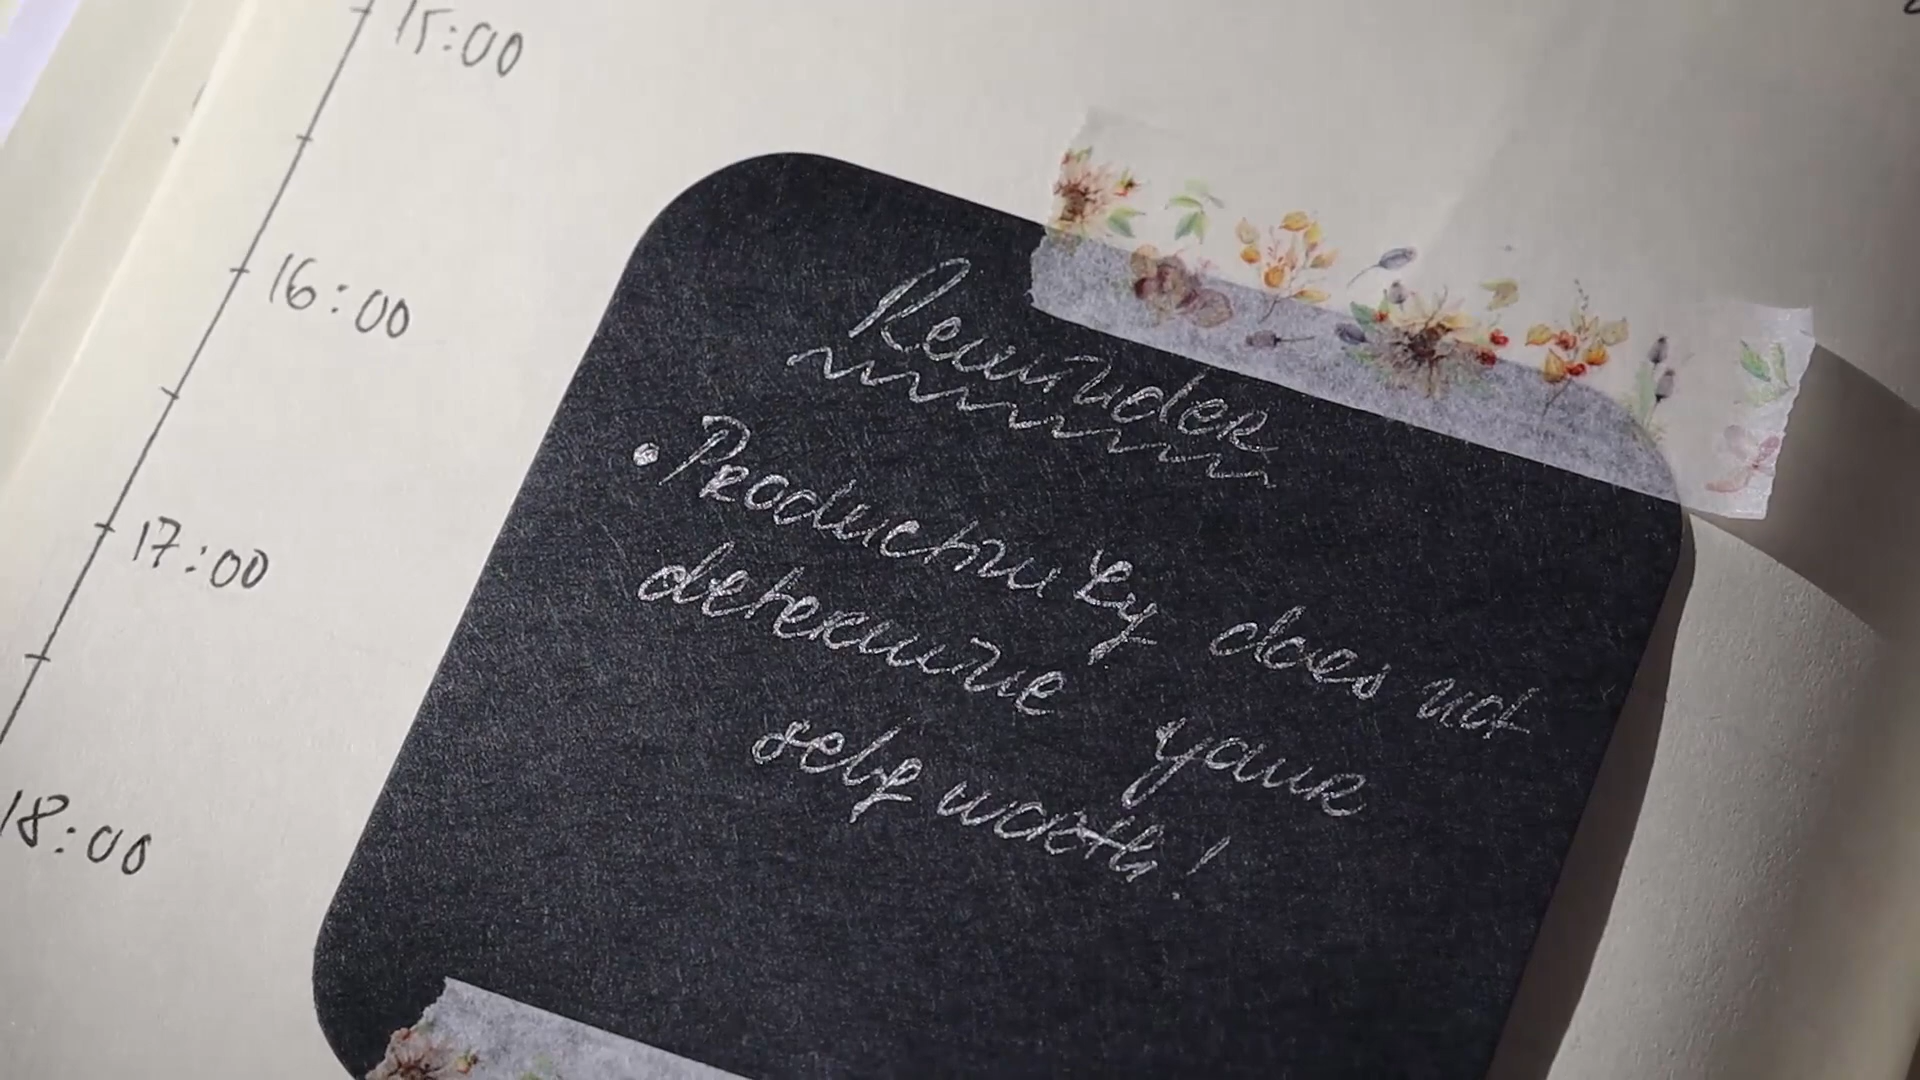 15:00
16:00
17:00
18:00
Reminder
• Productivity does not
determine your
self worth!